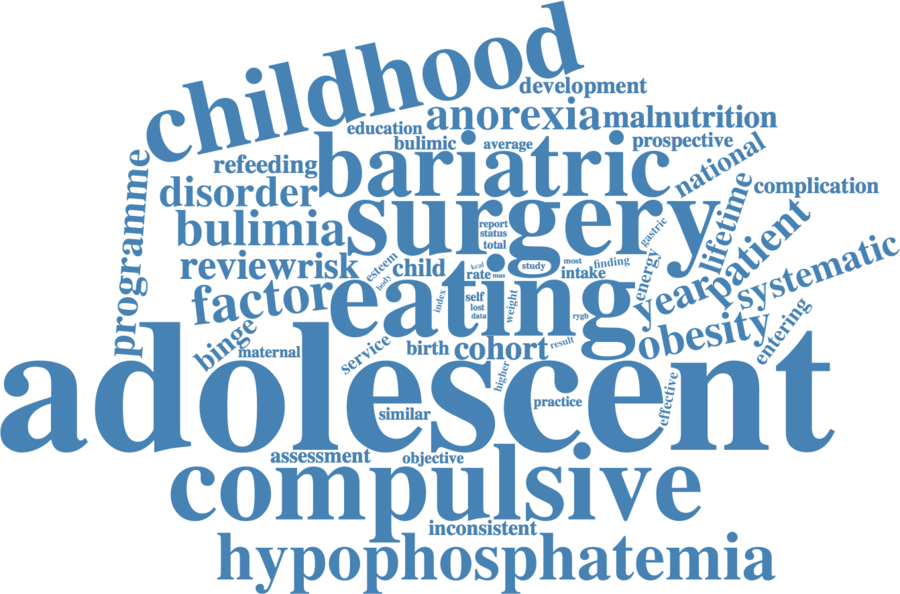 childhood
development
anorexia
malnutrition
education
bulimic
average
prospective
refeeding
bariatric
national
disorder
programme
complication
lifetime
bulimia
surgery
report
status
total
gastric
patient
review
risk
esteem
body
child
kcal
rate
mas
study
most
intake
finding
energy
systematic
factor
eating
index
self
lost
data
weight
rygb
year
obesity
entering
binge
maternal
service
birth
cohort
result
adolescent
higher
practice
effective
similar
assessment
objective
compulsive
inconsistent
hypophosphatemia